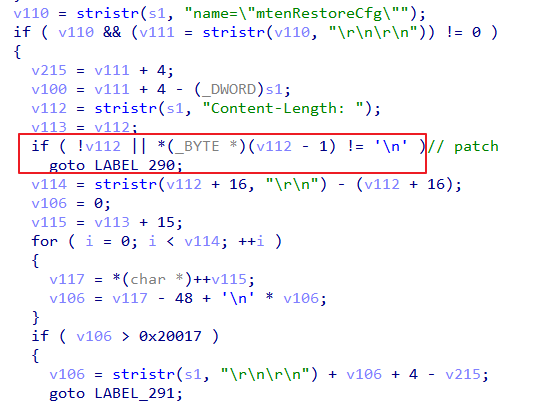 v110 = stristr(s1, "name=\"mtenRestoreCfg\"");
if ( v110 && (v111 = stristr(v110, "\r\n\r\n")) != 0 )
{
v215 = v111 + 4;
v100 = v111 + 4 - (_DWORD)s1;
v112 = stristr(s1, "Content-Length: ");
v113 = v112;
if ( !v112 || *(_BYTE *)(v112 - 1) != '\n' )// patch
goto LABEL_290;
v114 = stristr(v112 + 16, "\r\n") - (v112 + 16);
v106 = 0;
v115 = v113 + 15;
for ( i = 0; i < v114; ++i )
{
v117 = *(char *)++v115;
v106 = v117 - 48 + '\n' * v106;
}
if ( v106 > 0x20017 )
{
v106 = stristr(s1, "\r\n\r\n") + v106 + 4 - v215;
goto LABEL_291;